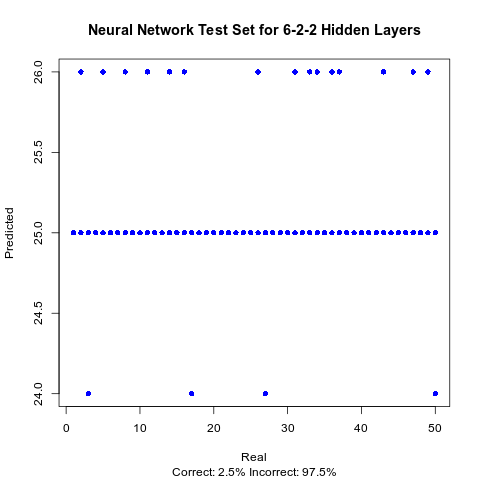 Neural Network Test Set for 6-2-2 Hidden Layers
26.0
25.5
25.0
24.5
24.0
Predicted
0 10 20 30 40 50
Real
Correct: 2.5% Incorrect: 97.5%